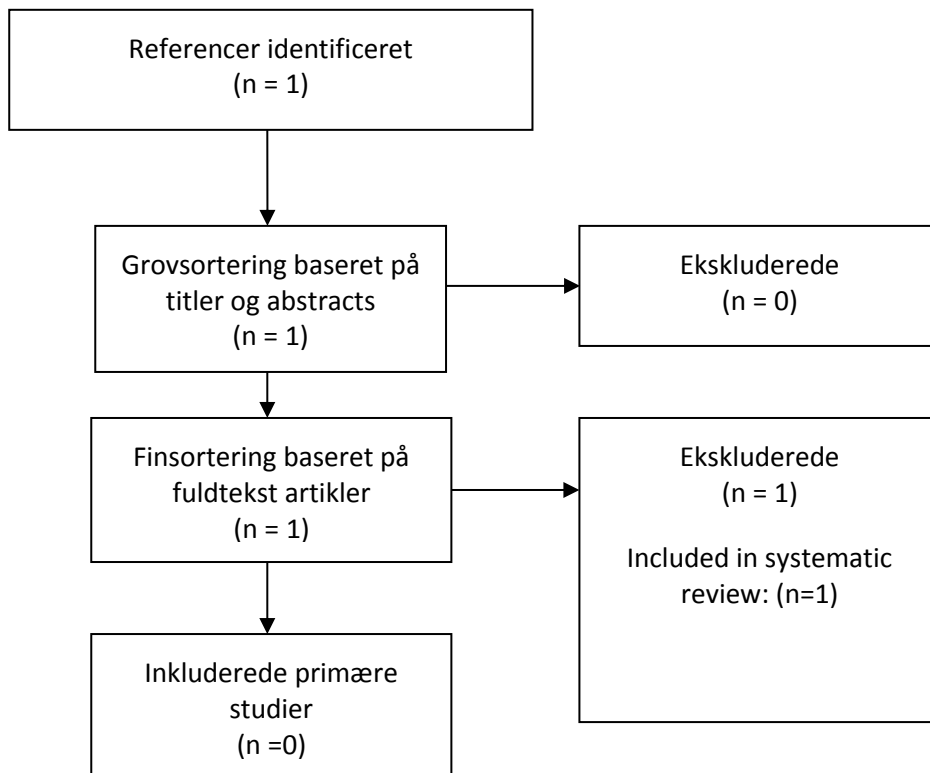 Referencer identificeret
(n = 1)
Grovsortering baseret på
titler og abstracts
(n = 1)
Ekskluderede
(n = 0)
Finsortering baseret på
fuldtekst artikler
(n = 1)
Ekskluderede
(n = 1)
Included in systematic
review: (n=1)
Inkluderede primære
studier
(n =0)